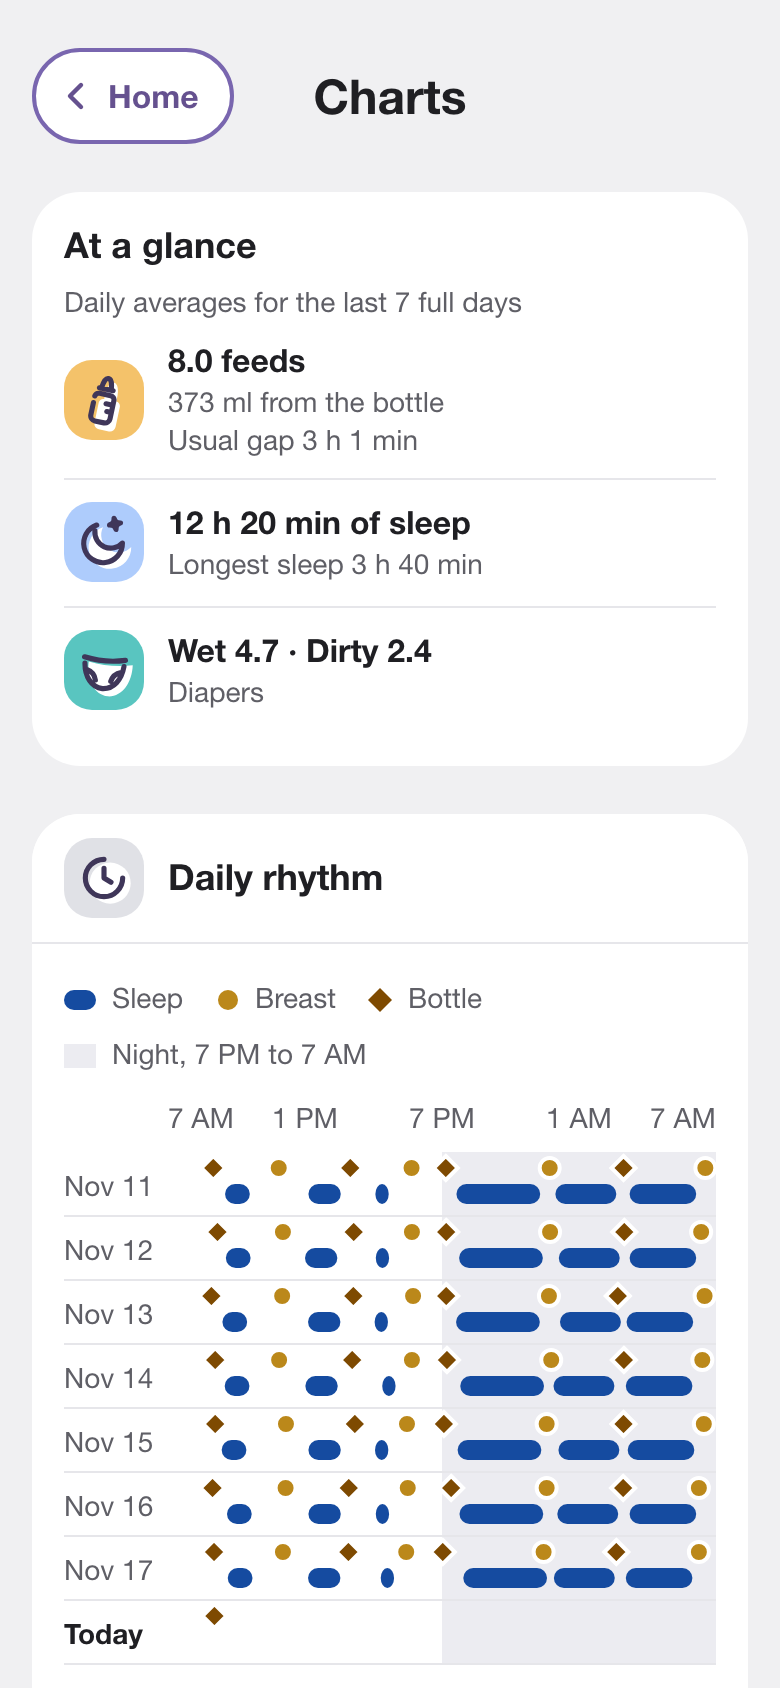 Home
Charts
At a glance
Daily averages for the last 7 full days
8.0 feeds
373 ml from the bottle
Usual gap 3 h 1 min
12 h 20 min of sleep
Longest sleep 3 h 40 min
Wet 4.7 · Dirty 2.4
Diapers
Daily rhythm
Sleep Breast Bottle
Night, 7 PM to 7 AM
7 AM 1 PM 7 PM 1 AM 7 AM
Nov 11
Nov 12
Nov 13
Nov 14
Nov 15
Nov 16
Nov 17
Today